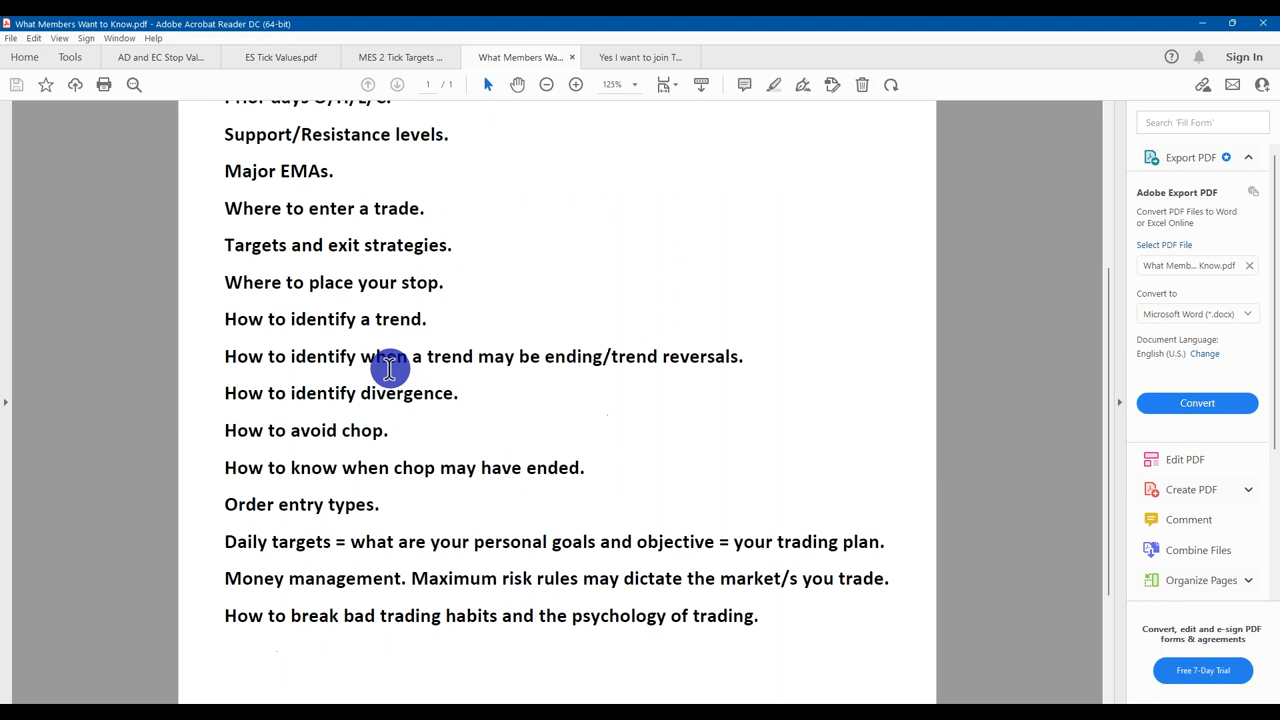 What Members Want to Know.pdf - Adobe Acrobat Reader DC (64-bit)
File Edit View Sign Window Help
Home Tools AD and EC Stop Val... ES Tick Values.pdf MES 2 Tick Targets ... What Members Wa... × Yes I want to join T... Sign In
1 / 1 125%
Support/Resistance levels.
Major EMAs.
Where to enter a trade.
Targets and exit strategies.
Where to place your stop.
How to identify a trend.
How to identify when a trend may be ending/trend reversals.
How to identify divergence.
How to avoid chop.
How to know when chop may have ended.
Order entry types.
Daily targets = what are your personal goals and objective = your trading plan.
Money management. Maximum risk rules may dictate the market/s you trade.
How to break bad trading habits and the psychology of trading.
Search 'Fill Form'
Export PDF
Adobe Export PDF
Convert PDF Files to Word
or Excel Online
Select PDF File
What Memb... Know.pdf
Convert to
Microsoft Word (*.docx)
Document Language:
English (U.S.) Change
Convert
Edit PDF
Create PDF
Comment
Combine Files
Organize Pages
Convert, edit and e-sign PDF
forms & agreements
Free 7-Day Trial